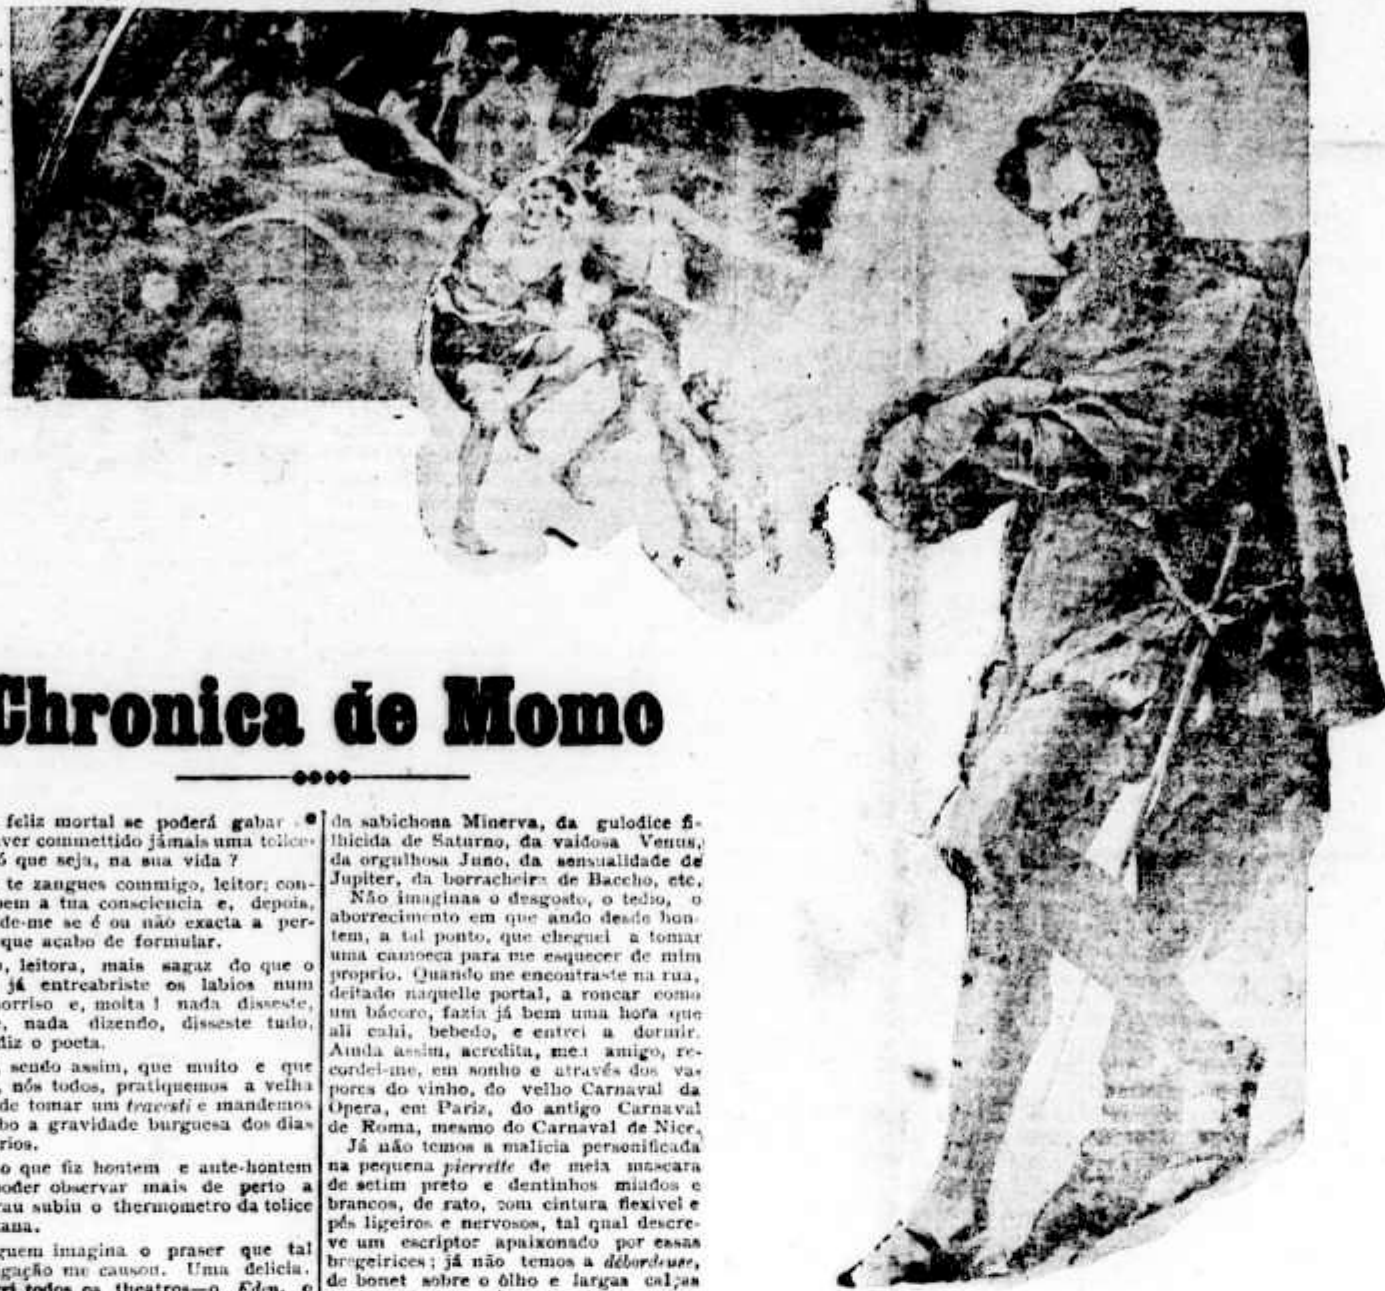 Chronica de Momo
feliz mortal se poderá gabar
ver commettido jámais uma tolice
ó que seja, na sua vida ?
te zangues commigo, leitor; con-
bem a tua consciencia e, depois,
de-me se é ou não exacta a per-
que acabo de formular.
, leitora, mais sagaz do que o
já entreabriste os labios num
orriso e, moita ! nada disseste,
, nada dizendo, disseste tudo,
diz o poeta.
sendo assim, que muito e que
, nós todos, pratiquemos a velha
de tomar um travesti e mandemos
bo a gravidade burguesa dos dias
rios.
o que fiz hontem e ante-hontem
poder observar mais de perto a
rau subiu o thermometro da tolice
ana.
guem imagina o praser que tal
gação me causou. Uma delicia.
ri todos os theatros—o Eden, o
da sabichona Minerva, da gulodice fi-
lhicida de Saturno, da vaidosa Venus,
da orgulhosa Juno, da sensualidade de
Jupiter, da borracheira de Baccho, etc.
Não imaginas o desgosto, o tedio, o
aborrecimento em que ando desde hon-
tem, a tal ponto, que cheguei a tomar
uma camoeca para me esquecer de mim
proprio. Quando me encontraste na rua,
deitado naquelle portal, a roncar como
um bácoro, fazia já bem uma hora que
ali cahi, bebedo, e entrei a dormir.
Ainda assim, acredita, meu amigo, re-
cordei-me, em sonho e através dos va-
pores do vinho, do velho Carnaval da
Opera, em Pariz, do antigo Carnaval
de Roma, mesmo do Carnaval de Nice.
Já não temos a malicia personificada
na pequena pierrette de meia mascara
de setim preto e dentinhos miudos e
brancos, de rato, com cintura flexivel e
pés ligeiros e nervosos, tal qual descre-
ve um escriptor apaixonado por essas
bregeirices; já não temos a débordeuse,
de bonet sobre o ôlho e largas calças